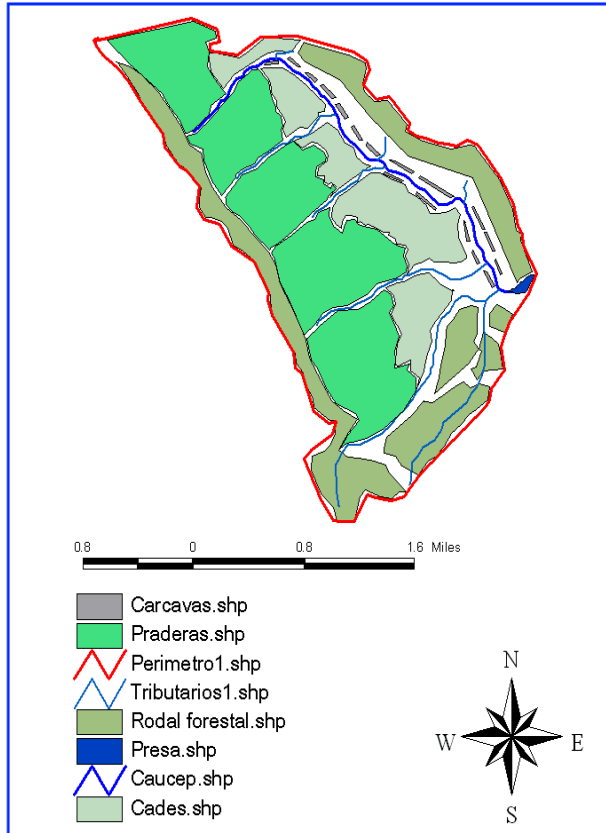 0.8 0 0.8 1.6 Miles
Carcavas.shp
Praderas.shp
Perimetro1.shp
Tributarios1.shp
Rodal forestal.shp
Presa.shp
Caucep.shp
Cades.shp
N
W E
S